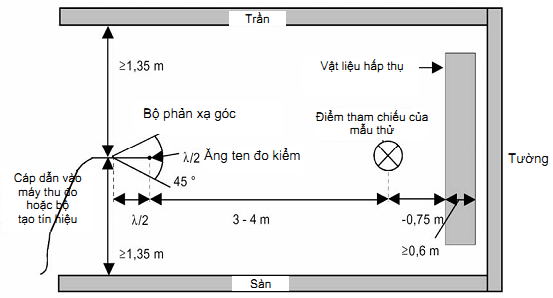 Trần
≥1,35 m
Vật liệu hấp thụ
Bộ phản xạ góc
Điểm tham chiếu của
mẫu thử
λ/2 Ăng ten đo kiểm
Tường
45 °
Cáp dẫn vào
máy thu đo
hoặc bộ
tạo tín hiệu
λ/2
3 - 4 m
-0,75 m
≥0,6 m
≥1,35 m
Sàn